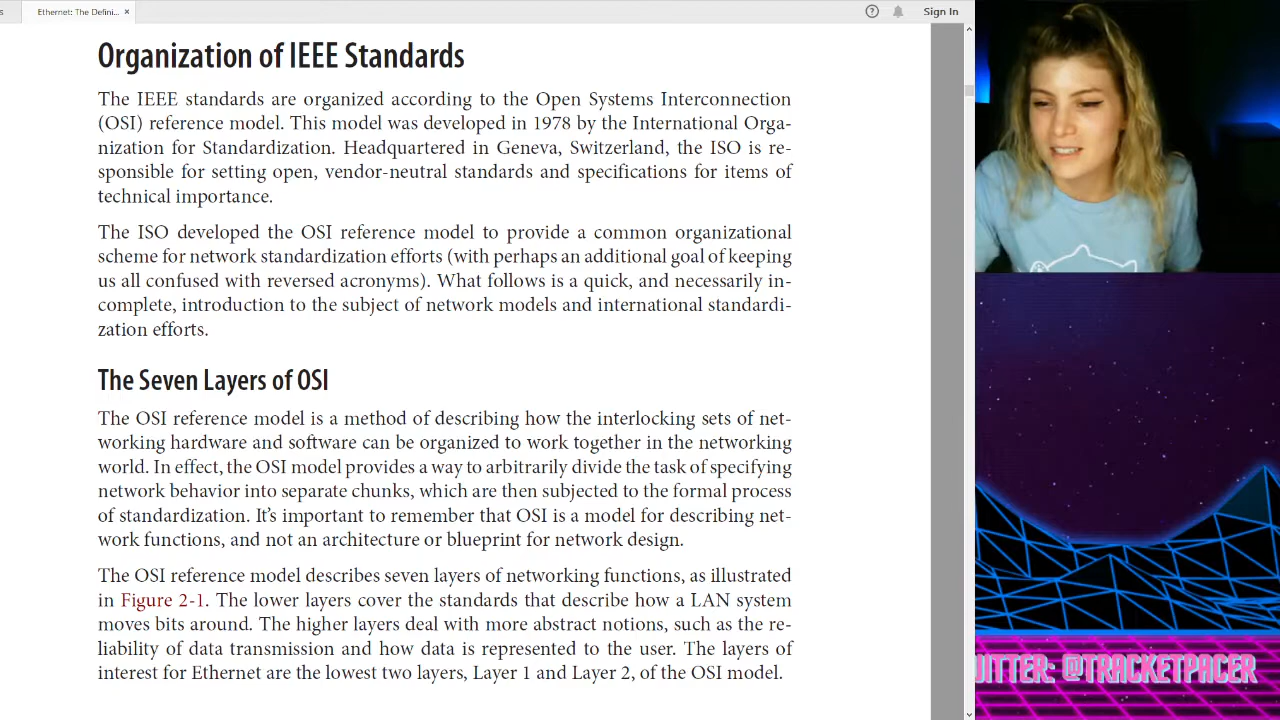 s
Ethernet: The Defini... ×
Sign In
Organization of IEEE Standards
The IEEE standards are organized according to the Open Systems Interconnection
(OSI) reference model. This model was developed in 1978 by the International Orga-
nization for Standardization. Headquartered in Geneva, Switzerland, the ISO is re-
sponsible for setting open, vendor-neutral standards and specifications for items of
technical importance.
The ISO developed the OSI reference model to provide a common organizational
scheme for network standardization efforts (with perhaps an additional goal of keeping
us all confused with reversed acronyms). What follows is a quick, and necessarily in-
complete, introduction to the subject of network models and international standardi-
zation efforts.
The Seven Layers of OSI
The OSI reference model is a method of describing how the interlocking sets of net-
working hardware and software can be organized to work together in the networking
world. In effect, the OSI model provides a way to arbitrarily divide the task of specifying
network behavior into separate chunks, which are then subjected to the formal process
of standardization. It's important to remember that OSI is a model for describing net-
work functions, and not an architecture or blueprint for network design.
The OSI reference model describes seven layers of networking functions, as illustrated
in Figure 2-1. The lower layers cover the standards that describe how a LAN system
moves bits around. The higher layers deal with more abstract notions, such as the re-
liability of data transmission and how data is represented to the user. The layers of
interest for Ethernet are the lowest two layers, Layer 1 and Layer 2, of the OSI model.
WITTER: @TRACKETPACER